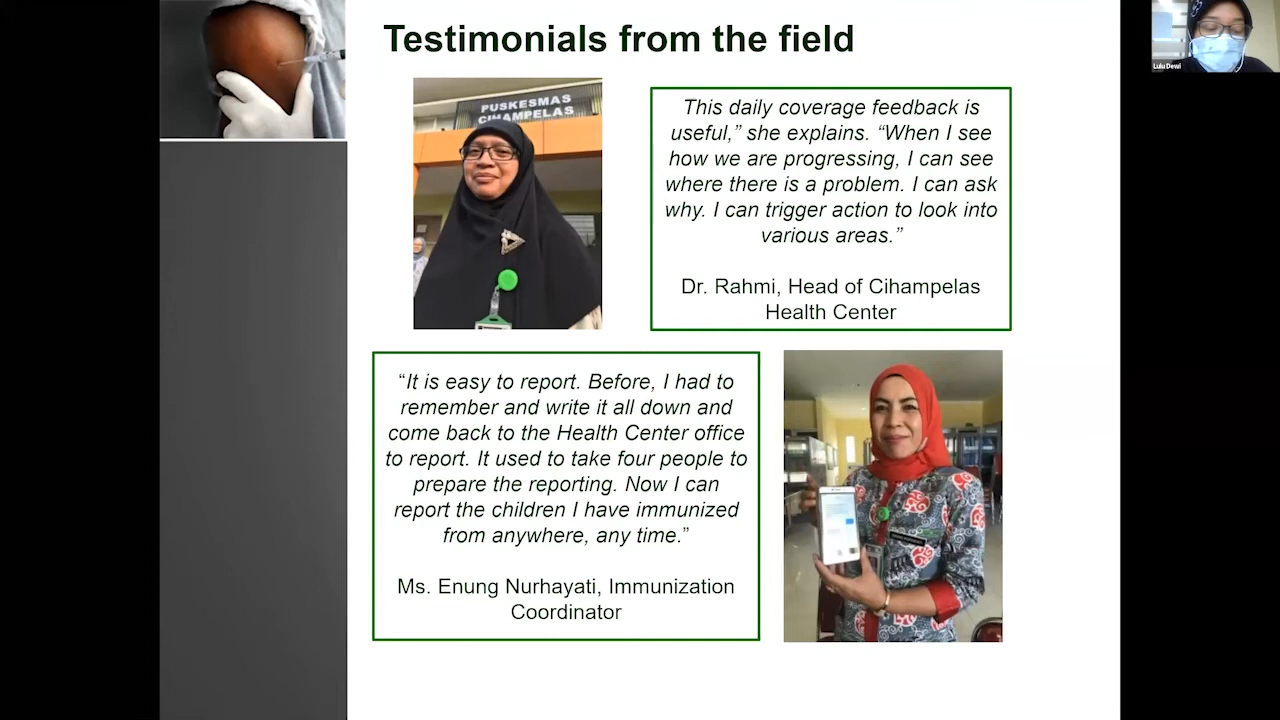 Testimonials from the field
PUSKESMAS
CIHAMPELAS
This daily coverage feedback is
useful,” she explains. “When I see
how we are progressing, I can see
where there is a problem. I can ask
why. I can trigger action to look into
various areas.”
Dr. Rahmi, Head of Cihampelas
Health Center
“It is easy to report. Before, I had to
remember and write it all down and
come back to the Health Center office
to report. It used to take four people to
prepare the reporting. Now I can
report the children I have immunized
from anywhere, any time.”
Ms. Enung Nurhayati, Immunization
Coordinator
Lulu Dewi